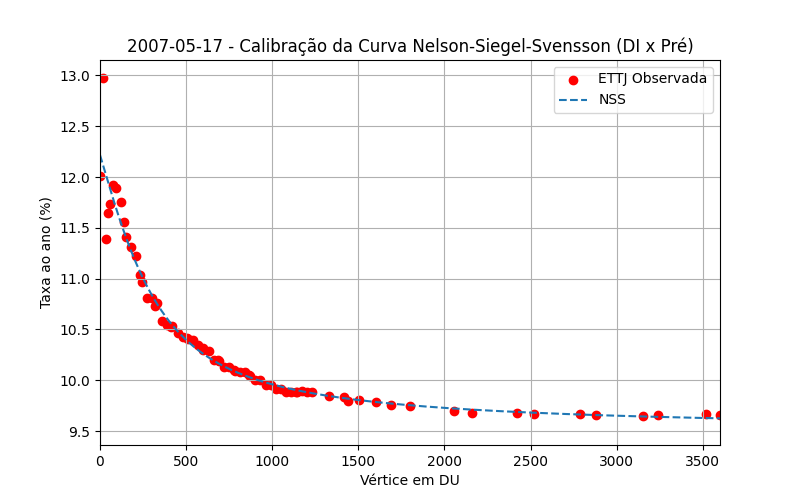 2007-05-17 - Calibração da Curva Nelson-Siegel-Svensson (DI x Pré)
ETTJ Observada
NSS
13.0
12.5
12.0
11.5
11.0
10.5
10.0
9.5
Taxa ao ano (%)
0 500 1000 1500 2000 2500 3000 3500
Vértice em DU